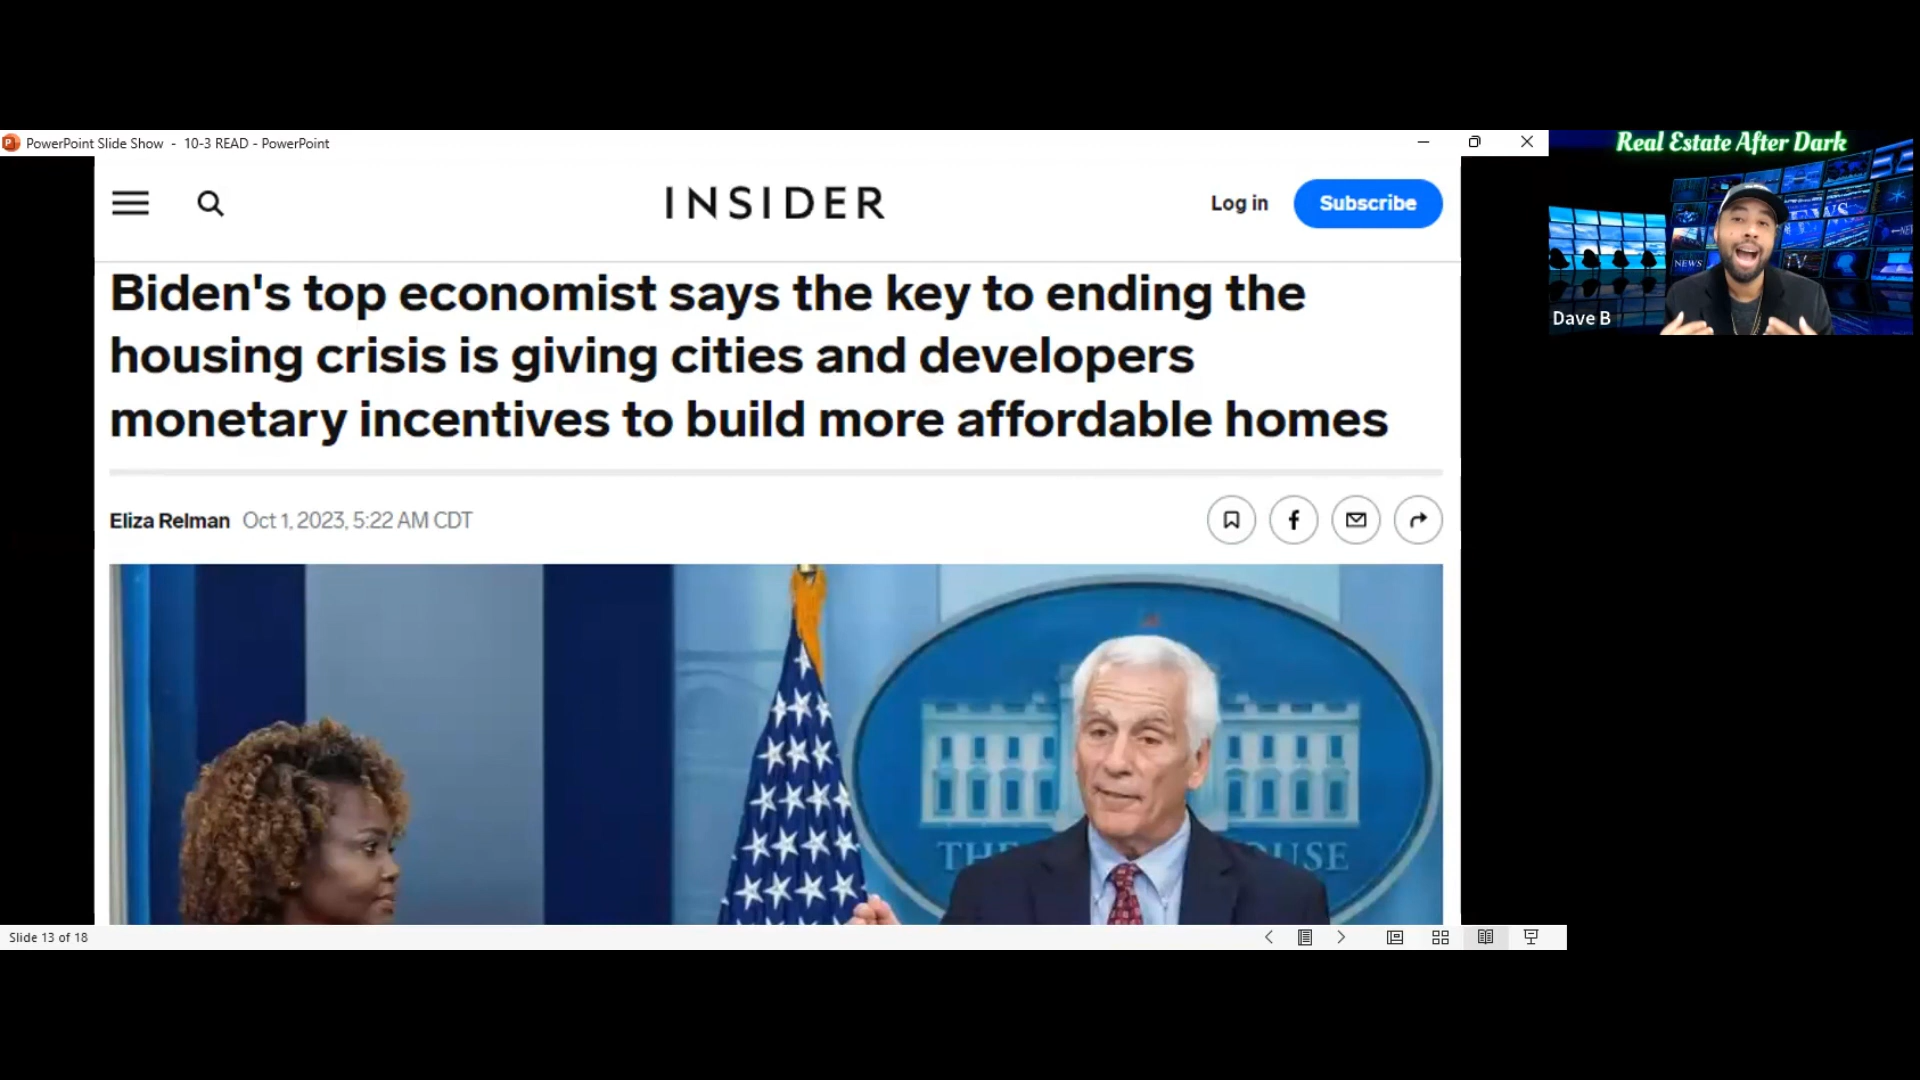 PowerPoint Slide Show - 10-3 READ - PowerPoint
Real Estate After Dark
INSIDER
Log in
Subscribe
NEWS
NEWS
Dave B
Biden's top economist says the key to ending the
housing crisis is giving cities and developers
monetary incentives to build more affordable homes
Eliza Relman Oct 1, 2023, 5:22 AM CDT
Slide 13 of 18